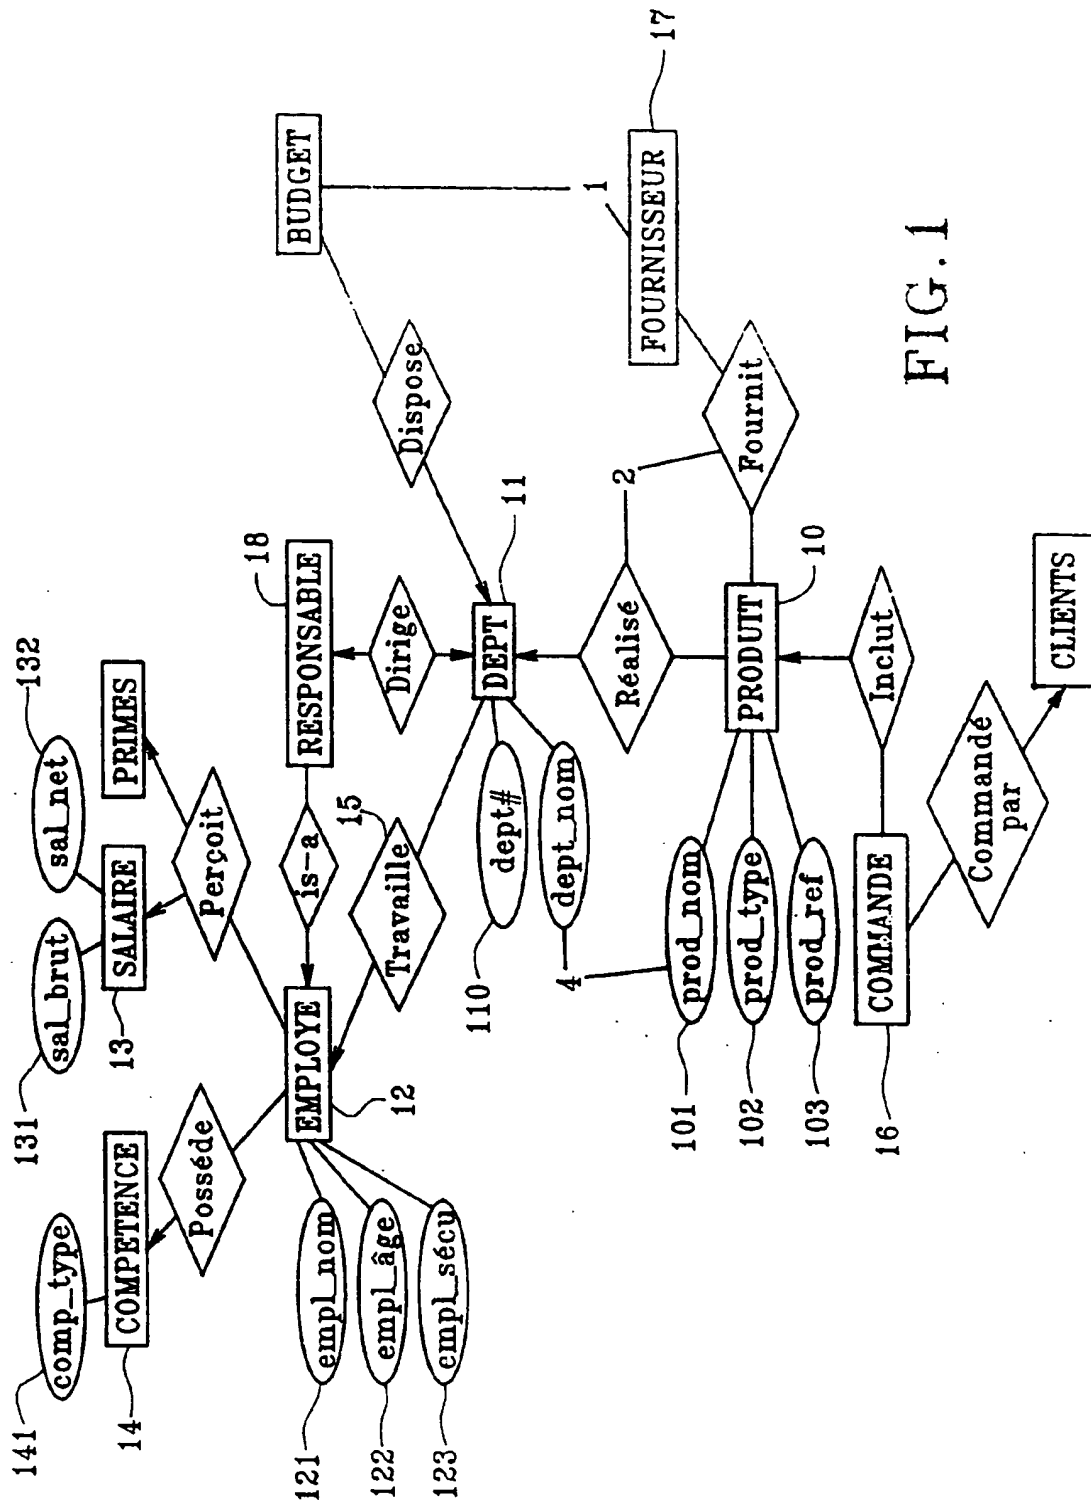 141
comp_type
14
COMPETENCE
Posséde
131
sal_brut
sal_net
132
13
SALAIRE
PRIMES
Perçoit
121
empl_nom
122
empl_âge
123
empl_sécu
EMPLOYE
12
is-a
RESPONSABLE
18
BUDGET
Travaille
15
Dirige
Dispose
110
dept#
dept_nom
DEPT
11
4
Réalisé
2
1
FOURNISSEUR
17
101
prod_nom
102
prod_type
103
prod_ref
PRODUIT
10
Fournit
16
COMMANDE
Inclut
Commandé
par
CLIENTS
FIG.1